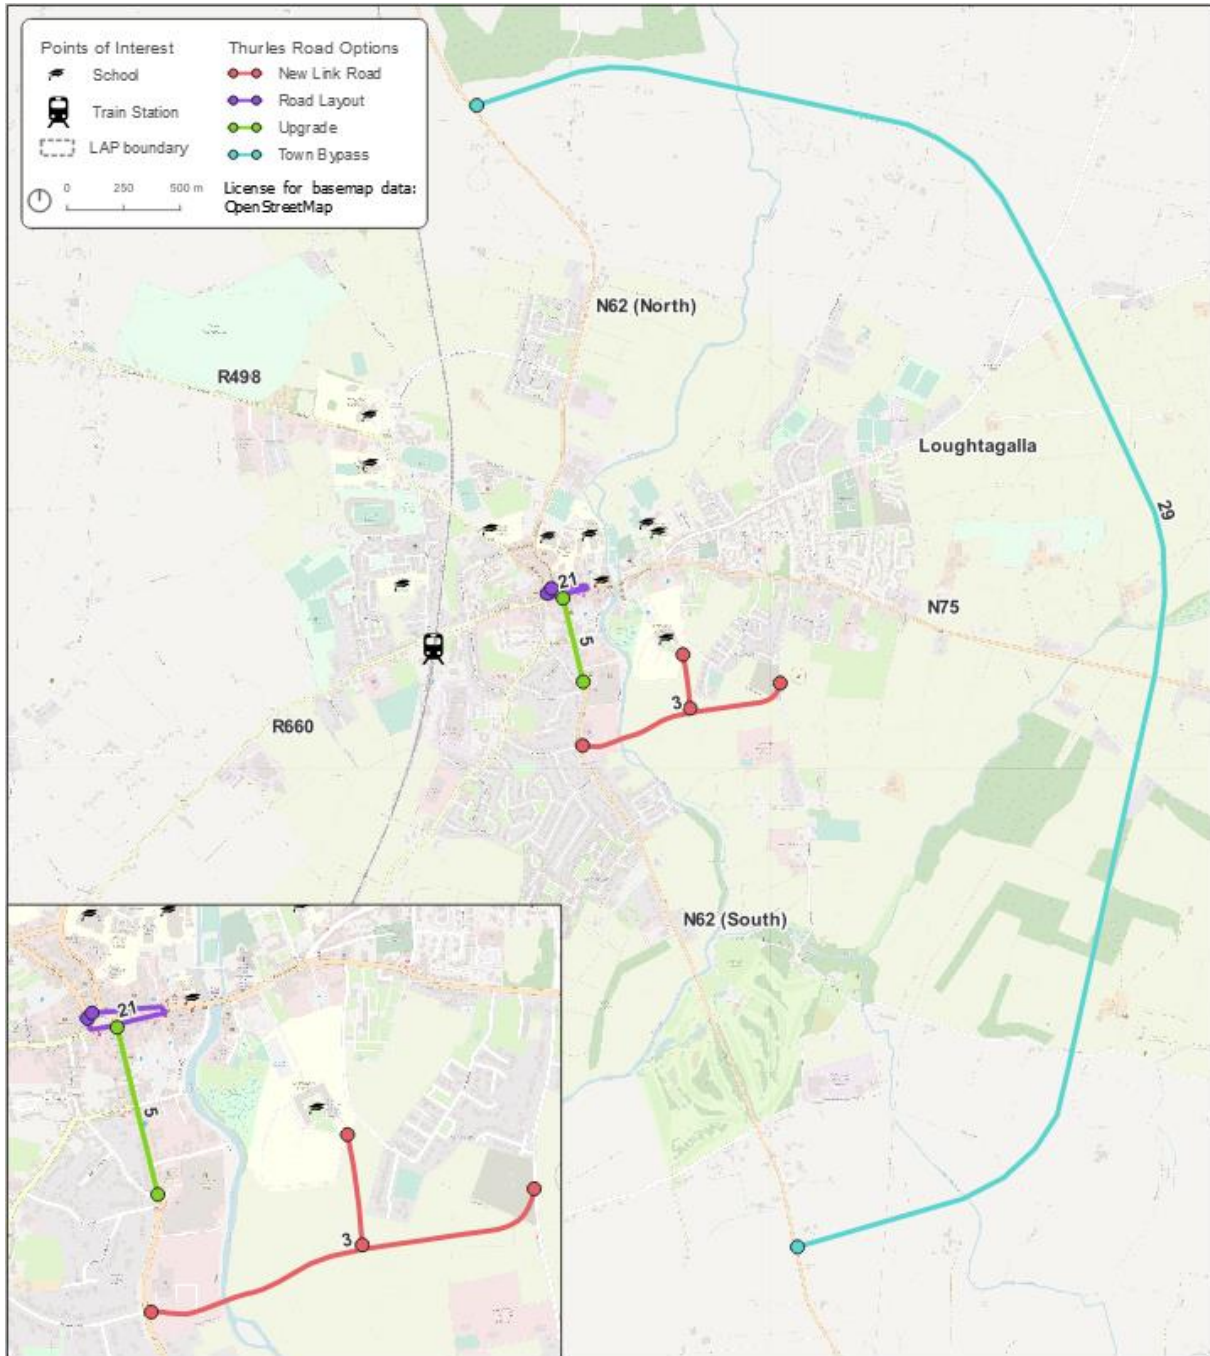 Points of Interest
School
Train Station
LAP boundary
0 250 500 m
Thurles Road Options
New Link Road
Road Layout
Upgrade
Town Bypass
License for basemap data:
OpenStreetMap
N62 (North)
R498
Loughtagalla
29
21
N75
5
3
R660
N62 (South)
21
5
3